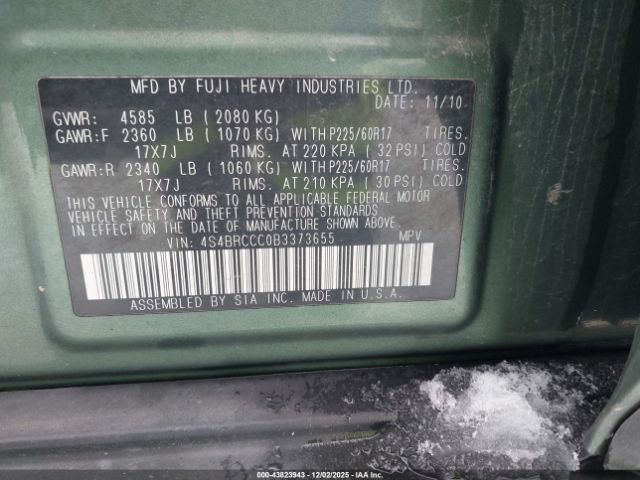 MFD BY FUJI HEAVY INDUSTRIES LTD.
DATE: 11/10
GVWR: 4585 LB (2080 KG)
GAWR:F 2360 LB (1070 KG) WITH P225/60R17 TIRES.
17X7J RIMS. AT 220 KPA (32 PSI) COLD
GAWR:R 2340 LB (1060 KG) WITH P225/60R17 TIRES.
17X7J RIMS. AT 210 KPA (30 PSI) COLD
THIS VEHICLE CONFORMS TO ALL APPLICABLE FEDERAL MOTOR
VEHICLE SAFETY AND THEFT PREVENTION STANDARDS
IN EFFECT ON THE DATE OF MANUFACTURE SHOWN ABOVE.
VIN: 4S4BRCCC0B3373655 MPV
ASSEMBLED BY SIA INC. MADE IN U.S.A.
000-43823943 - 12/02/2025 - IAAI.COM